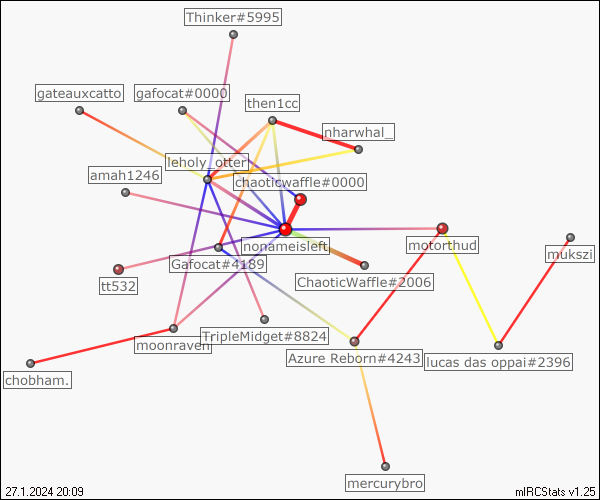 Thinker#5995
gateauxcatto
gafocat#0000
then1cc
nharwhal_
leholy_otter
amah1246
chaoticwaffle#0000
nonameisleft
motorthud
mukszi
Gafocat#4189
tt532
ChaoticWaffle#2006
TripleMidget#8824
moonraven
Azure Reborn#4243
lucas das oppai#2396
chobham.
mercurybro
27.1.2024 20:09
mIRCStats v1.25